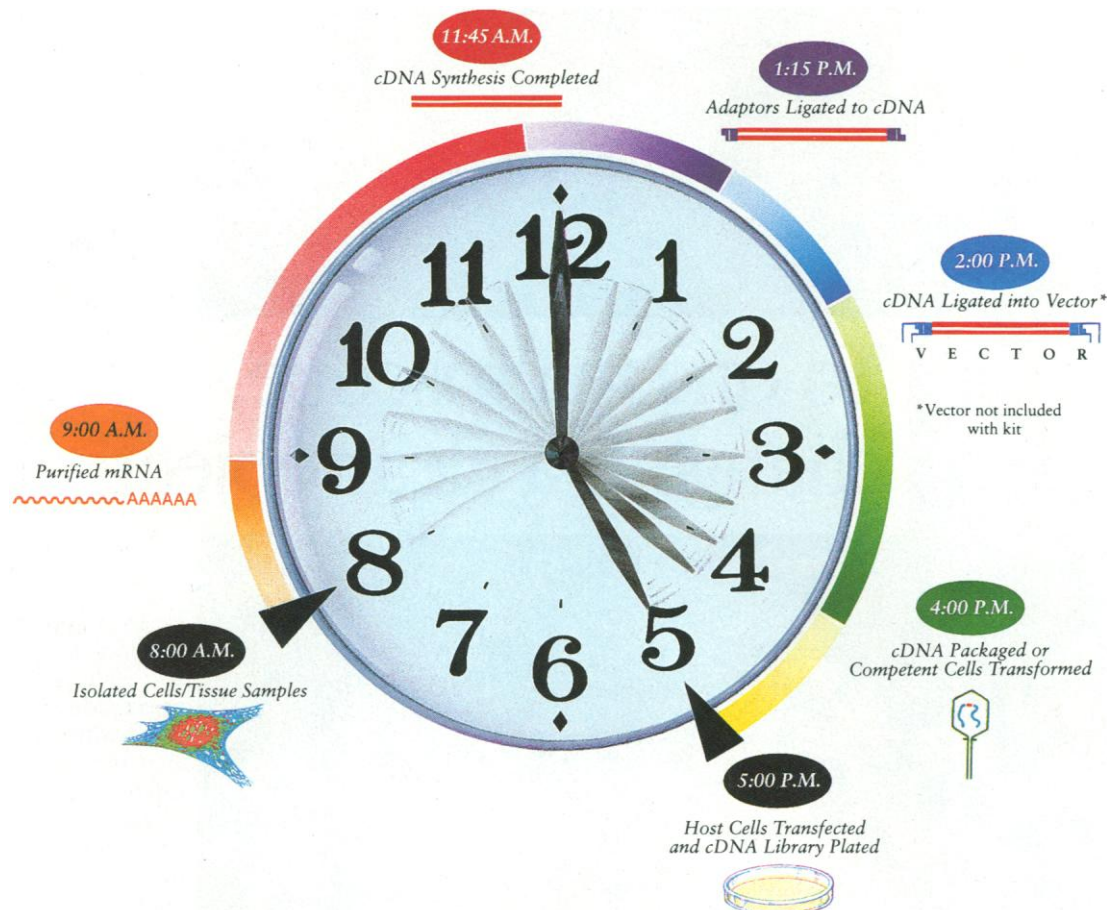 11:45 A.M.
cDNA Synthesis Completed
1:15 P.M.
Adaptors Ligated to cDNA
2:00 P.M.
cDNA Ligated into Vector*
VECTOR
*Vector not included
with kit
4:00 P.M.
cDNA Packaged or
Competent Cells Transformed
5:00 P.M.
Host Cells Transfected
and cDNA Library Plated
8:00 A.M.
Isolated Cells/Tissue Samples
9:00 A.M.
Purified mRNA
AAAAAA
12
1
2
3
4
5
6
7
8
9
10
11